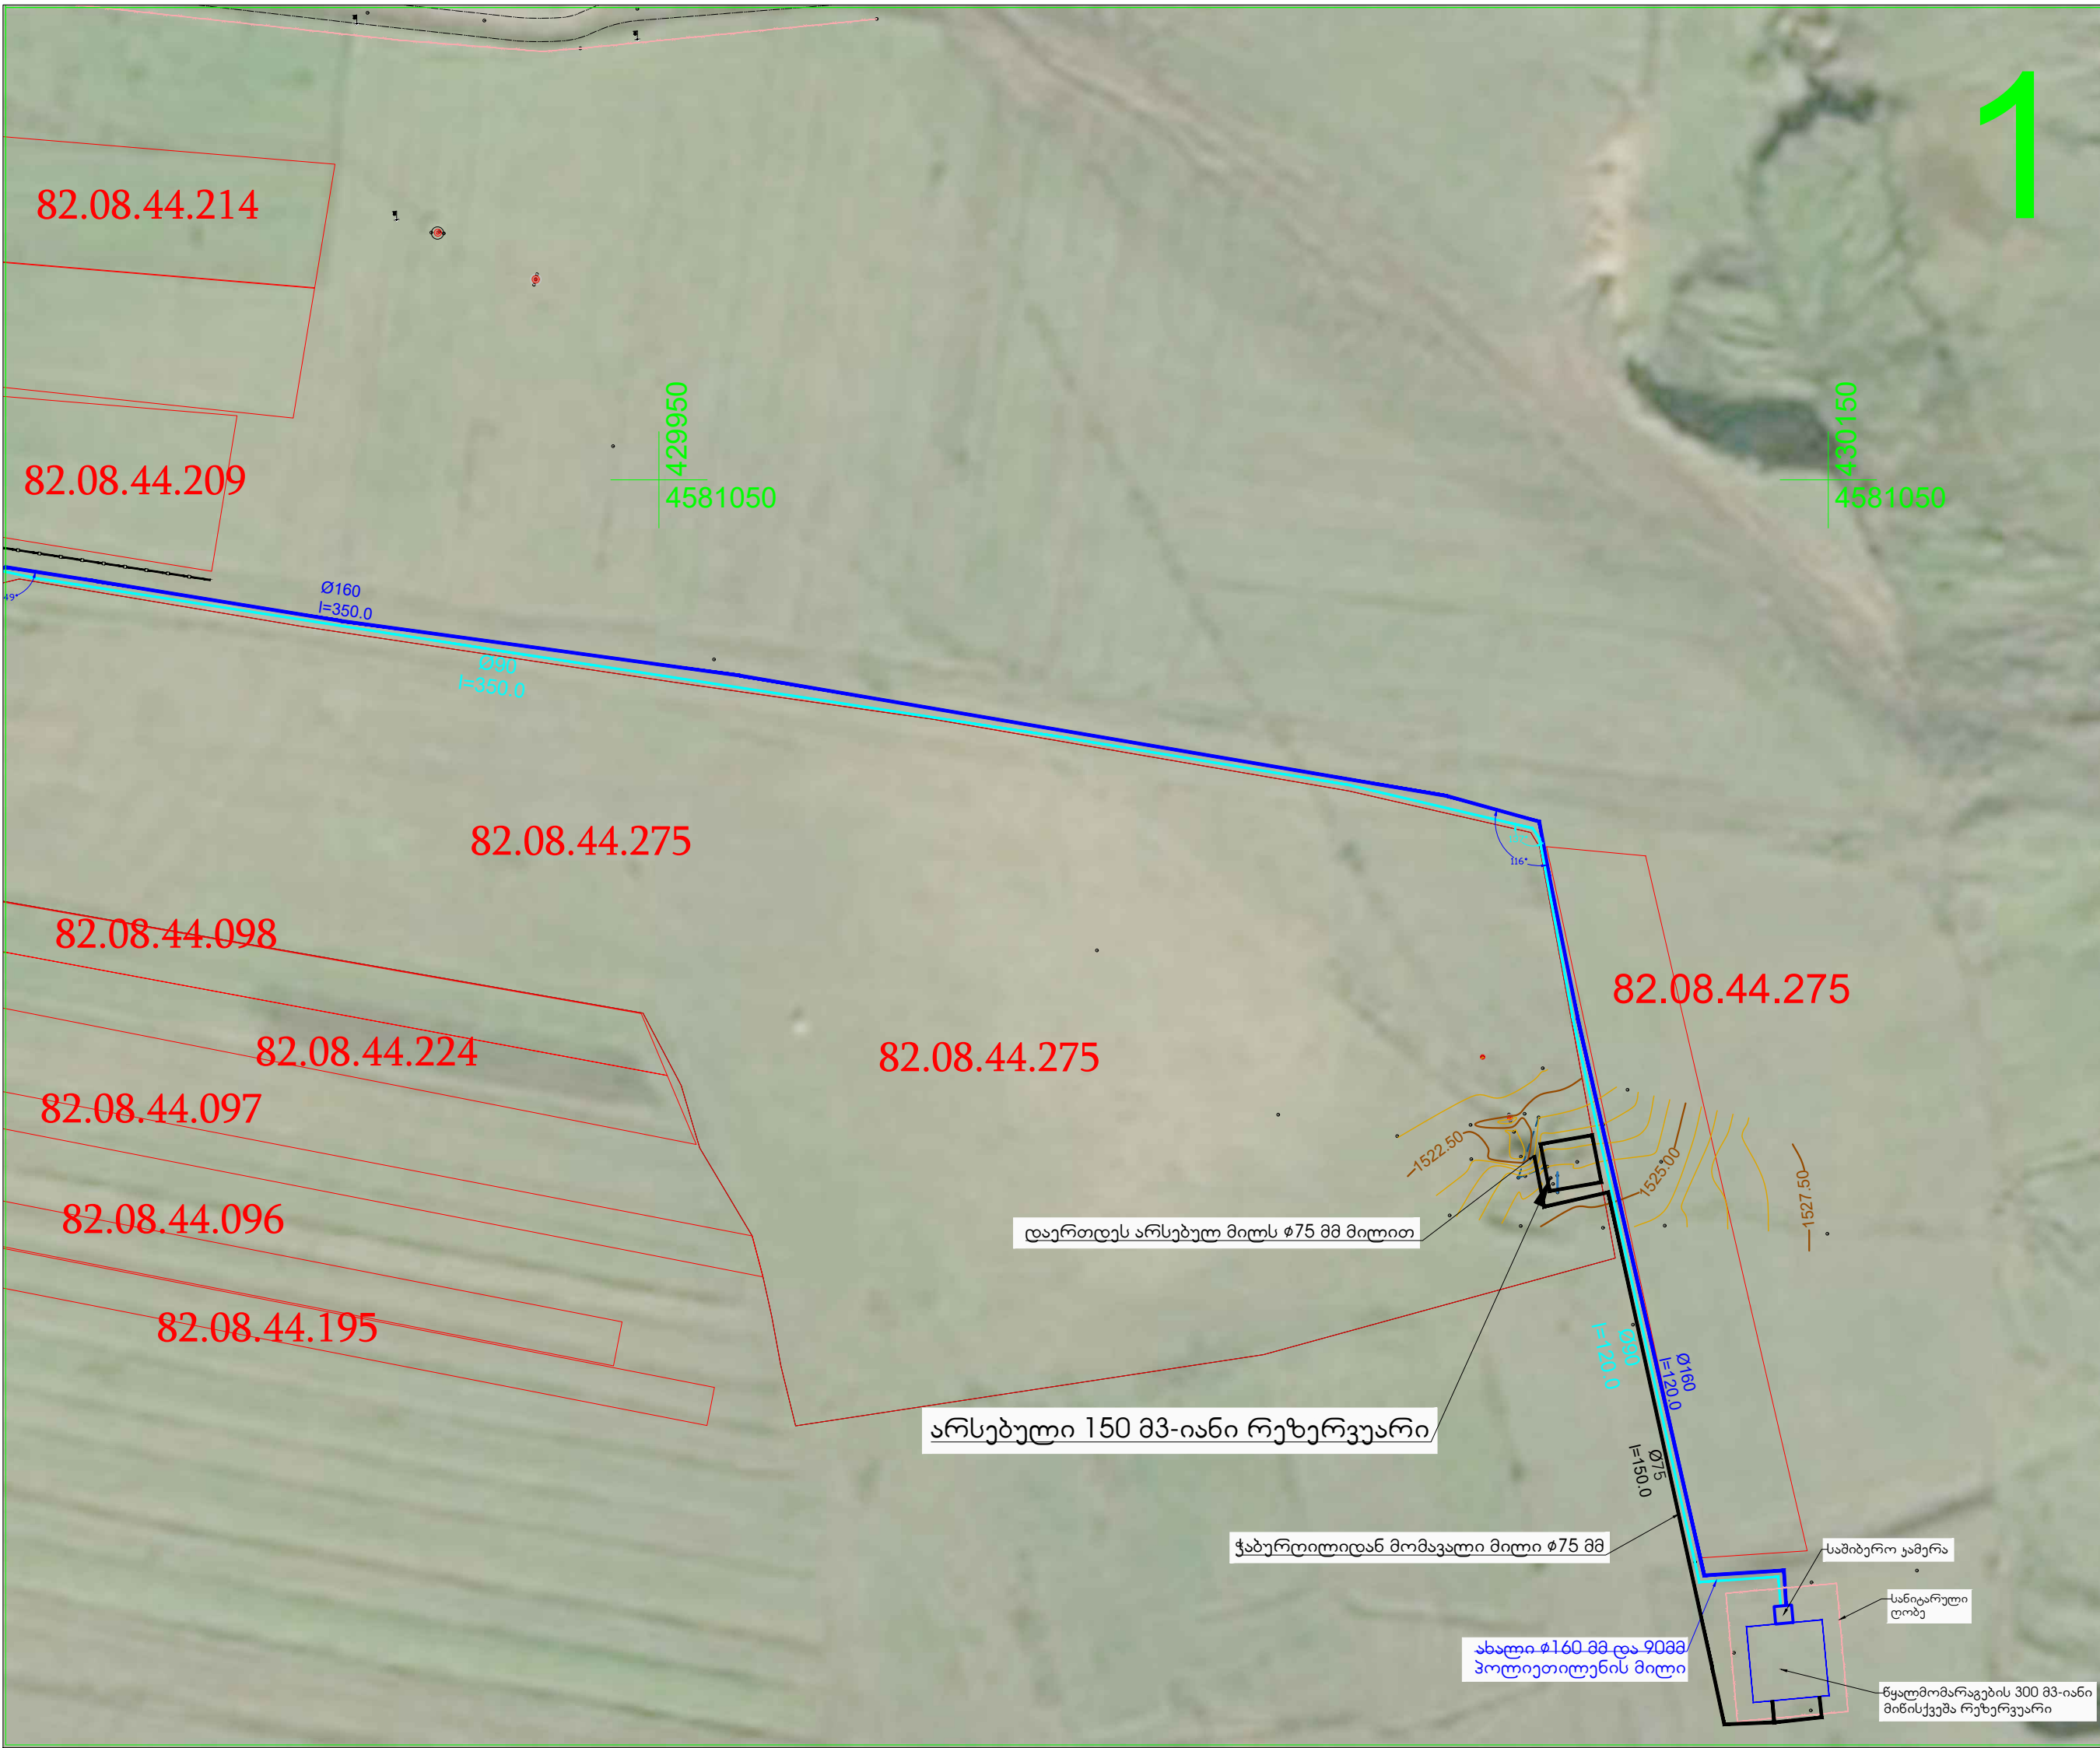 1
82.08.44.214
429950
4581050
430150
4581050
82.08.44.209
49°
Ø160
l=350.0
Ø90
l=350.0
82.08.44.275
116°
82.08.44.098
82.08.44.275
82.08.44.224
82.08.44.275
82.08.44.097
1522.50
1525.00
1527.50
82.08.44.096
დაერთდეს არსებულ მილს ø75 მმ მილით
82.08.44.195
Ø90
l=120.0
Ø160
l=120.0
არსებული 150 მ3-იანი რეზერვუარი
Ø75
l=150.0
ჭაბურღილიდან მომავალი მილი ø75 მმ
საშიბერო კამერა
სანიტარული
ღობე
ახალი ø160 მმ და 90მმ
პოლიეთილენის მილი
წყალმომარაგების 300 მ3-იანი
მიწისქვეშა რეზერვუარი